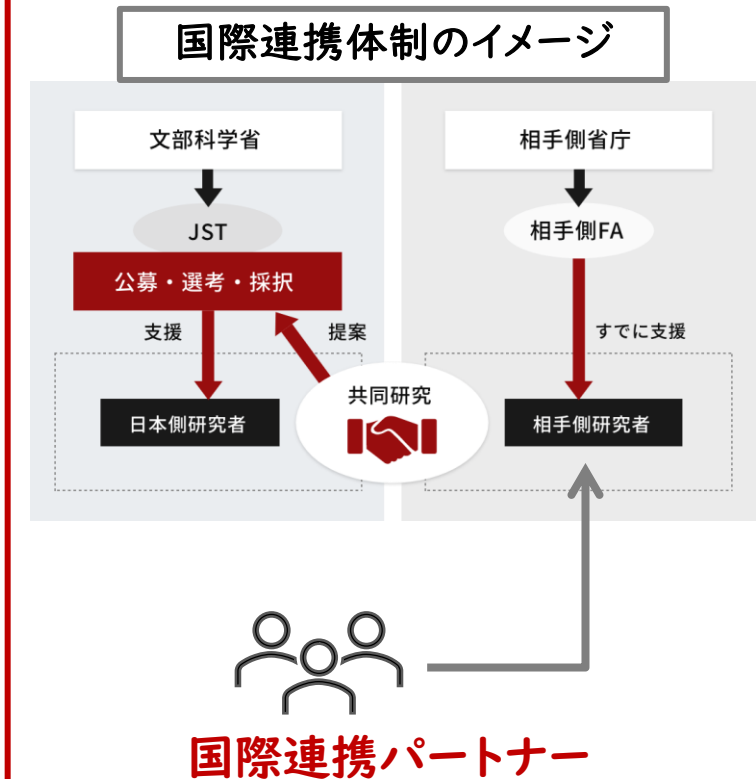 国際連携体制のイメージ
文部科学省
JST
公募・選考・採択
支援
提案
日本側研究者
共同研究
相手側省庁
相手側FA
すでに支援
相手側研究者
国際連携パートナー